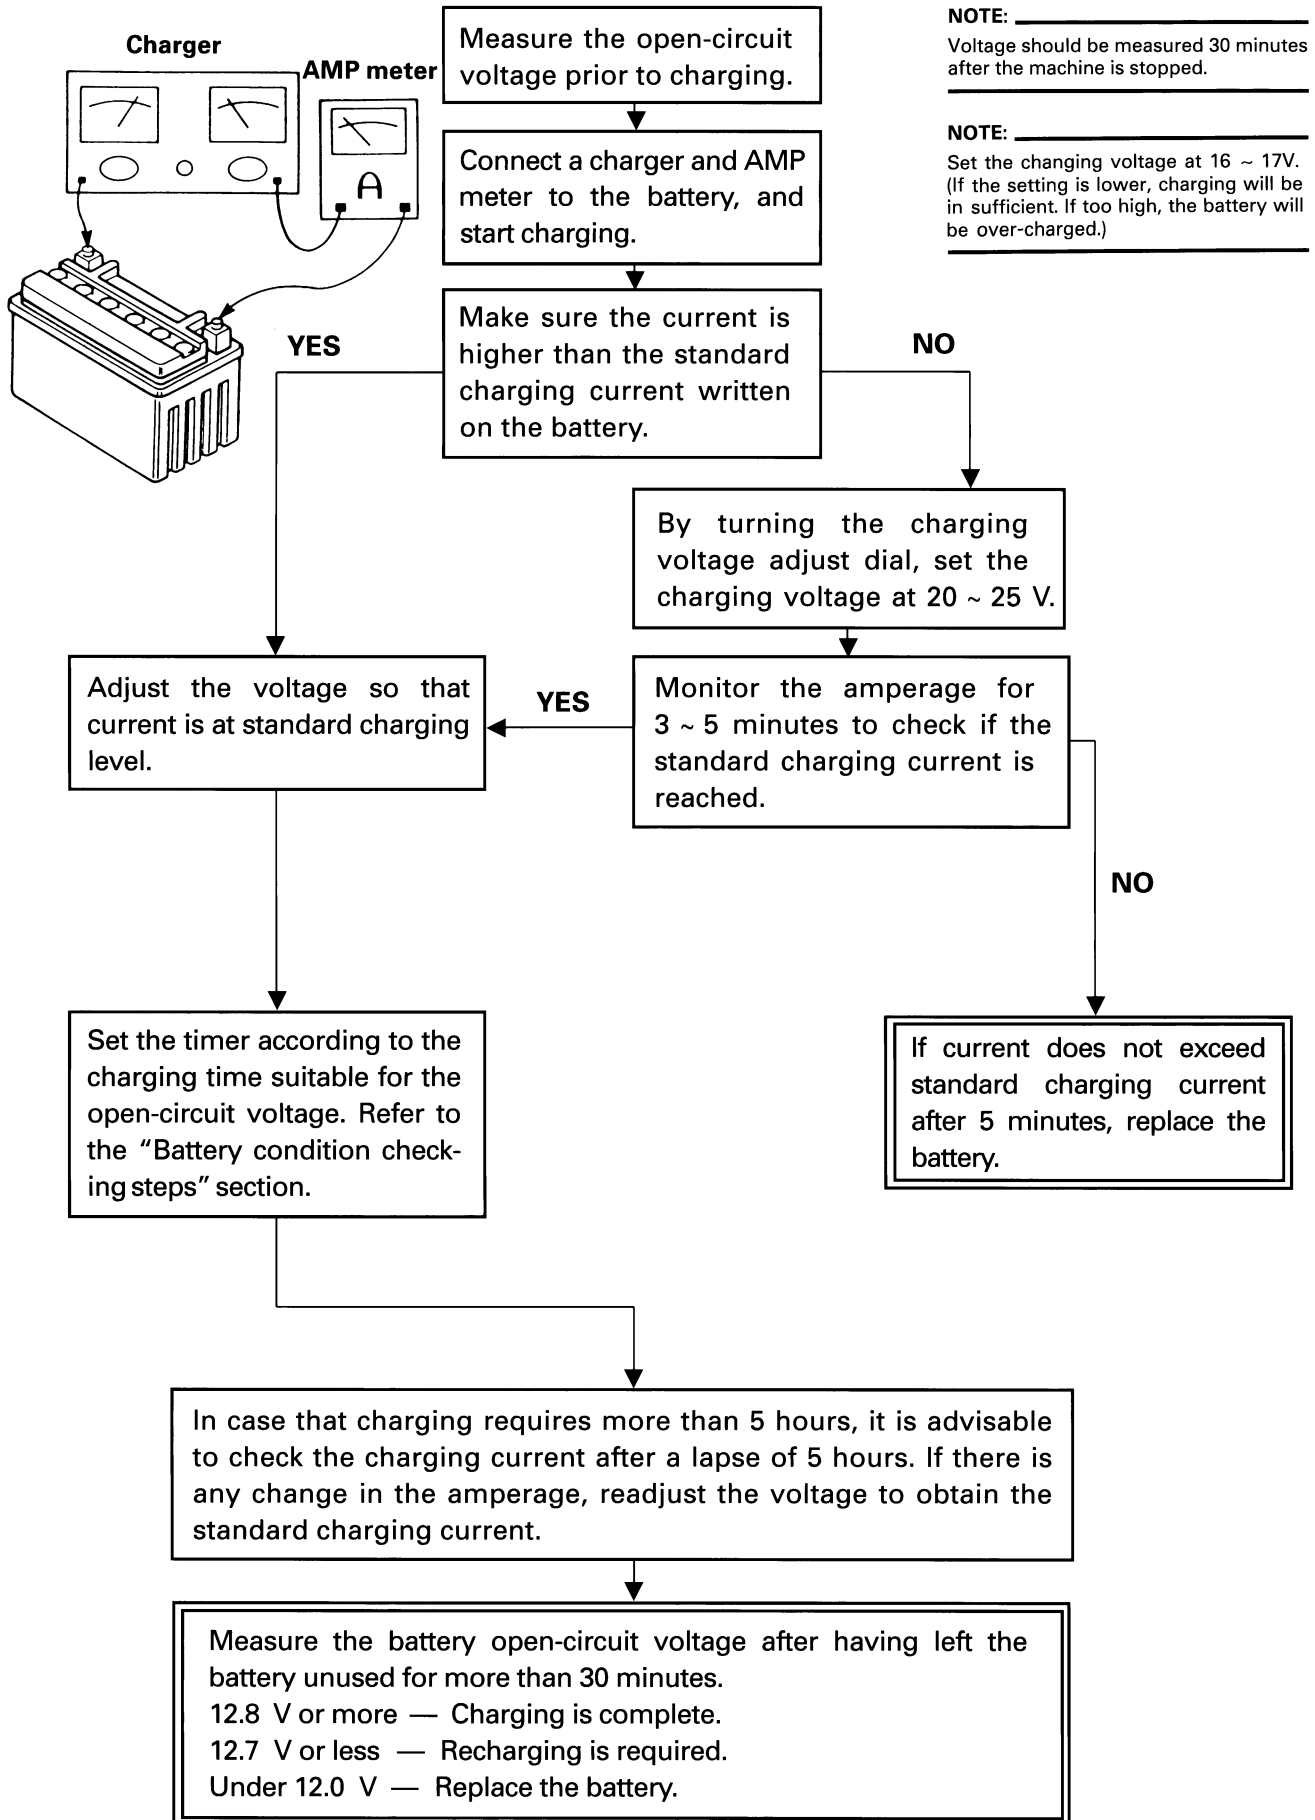 Charger
AMP meter
A
Measure the open-circuit
voltage prior to charging.
NOTE:
Voltage should be measured 30 minutes
after the machine is stopped.
Connect a charger and AMP
meter to the battery, and
start charging.
NOTE:
Set the changing voltage at 16 ~ 17V.
(If the setting is lower, charging will be
in sufficient. If too high, the battery will
be over-charged.)
YES
Make sure the current is
higher than the standard
charging current written
on the battery.
NO
By turning the charging
voltage adjust dial, set the
charging voltage at 20 ~ 25 V.
Adjust the voltage so that
current is at standard charging
level.
YES
Monitor the amperage for
3 ~ 5 minutes to check if the
standard charging current is
reached.
NO
Set the timer according to the
charging time suitable for the
open-circuit voltage. Refer to
the “Battery condition check-
ing steps” section.
If current does not exceed
standard charging current
after 5 minutes, replace the
battery.
In case that charging requires more than 5 hours, it is advisable
to check the charging current after a lapse of 5 hours. If there is
any change in the amperage, readjust the voltage to obtain the
standard charging current.
Measure the battery open-circuit voltage after having left the
battery unused for more than 30 minutes.
12.8 V or more — Charging is complete.
12.7 V or less — Recharging is required.
Under 12.0 V — Replace the battery.